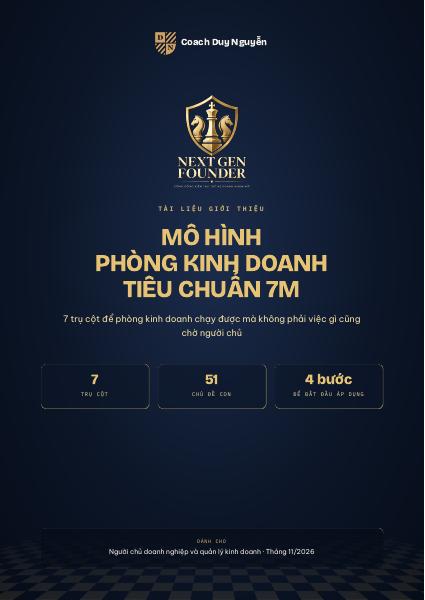 Coach Duy Nguyễn
NEXT GEN
FOUNDER
TÀI LIỆU GIỚI THIỆU
MÔ HÌNH
PHÒNG KINH DOANH
TIÊU CHUẨN 7M
7 trụ cột để phòng kinh doanh chạy được mà không phải việc gì cũng
chờ người chủ
7
TRỤ CỘT
51
CHỦ ĐỀ CON
4 bước
ĐỂ BẮT ĐẦU ÁP DỤNG
DÀNH CHO
Người chủ doanh nghiệp và quản lý kinh doanh · Tháng 11/2026